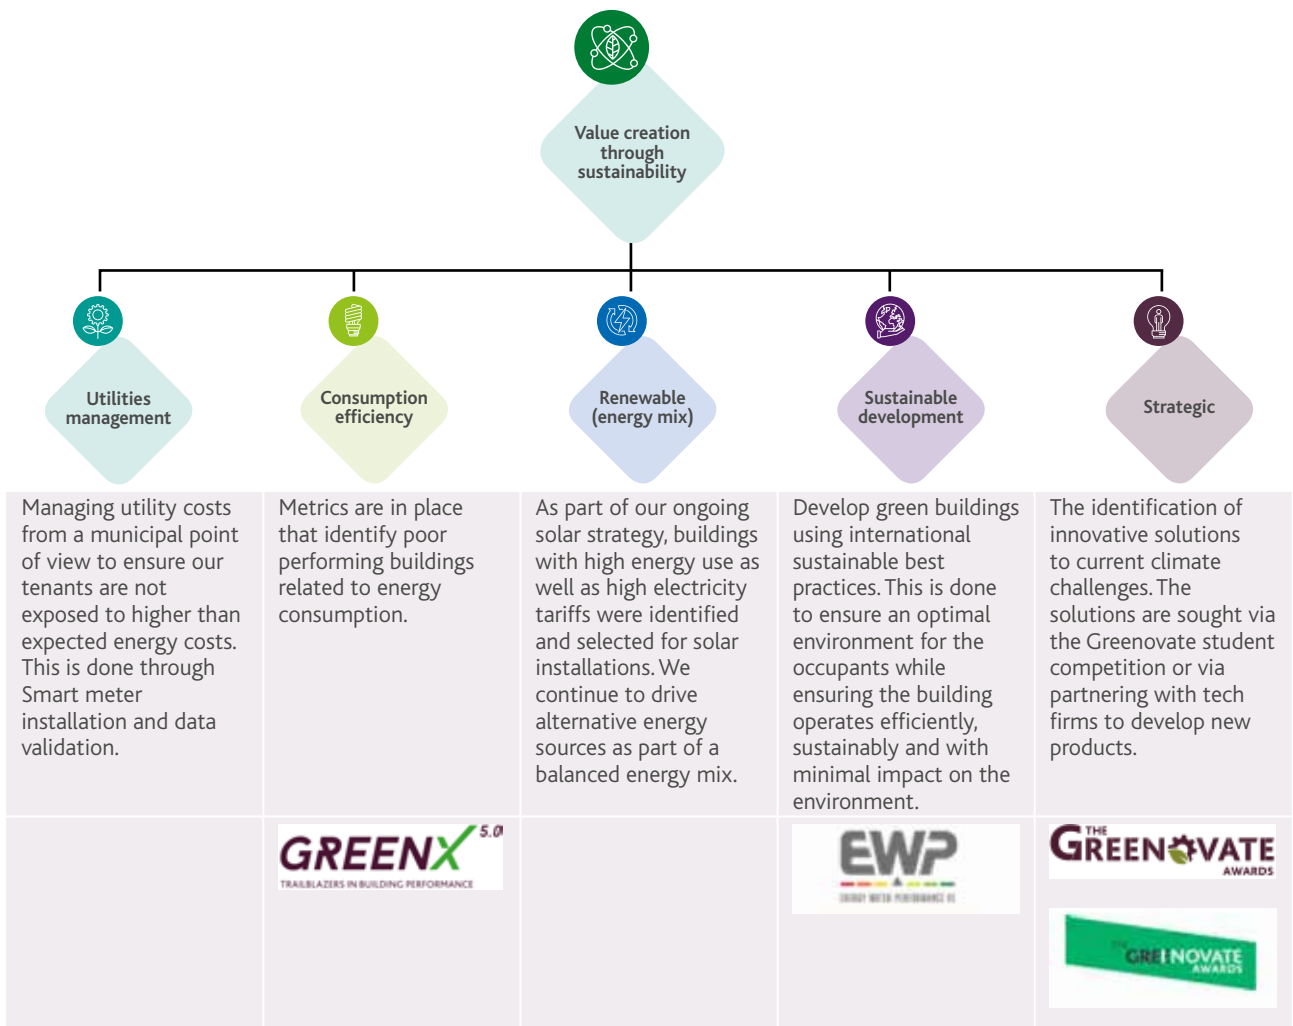 Value creation
through
sustainability
Utilities
management
Consumption
efficiency
Renewable
(energy mix)
Sustainable
development
Strategic
Managing utility costs
from a municipal point
of view to ensure our
tenants are not
exposed to higher than
expected energy costs.
This is done through
Smart meter
installation and data
validation.
Metrics are in place
that identify poor
performing buildings
related to energy
consumption.
As part of our ongoing
solar strategy, buildings
with high energy use as
well as high electricity
tariffs were identified
and selected for solar
installations. We
continue to drive
alternative energy
sources as part of a
balanced energy mix.
Develop green buildings
using international
sustainable best
practices. This is done
to ensure an optimal
environment for the
occupants while
ensuring the building
operates efficiently,
sustainably and with
minimal impact on the
environment.
The identification of
innovative solutions
to current climate
challenges. The
solutions are sought via
the Greenovate student
competition or via
partnering with tech
firms to develop new
products.
GREENX 5.0
TRAILBLAZERS IN BUILDING PERFORMANCE
EWP
ENERGY WATER PERFORMANCE
THE
GREENOVATE
AWARDS
THE
GREENOVATE
AWARDS